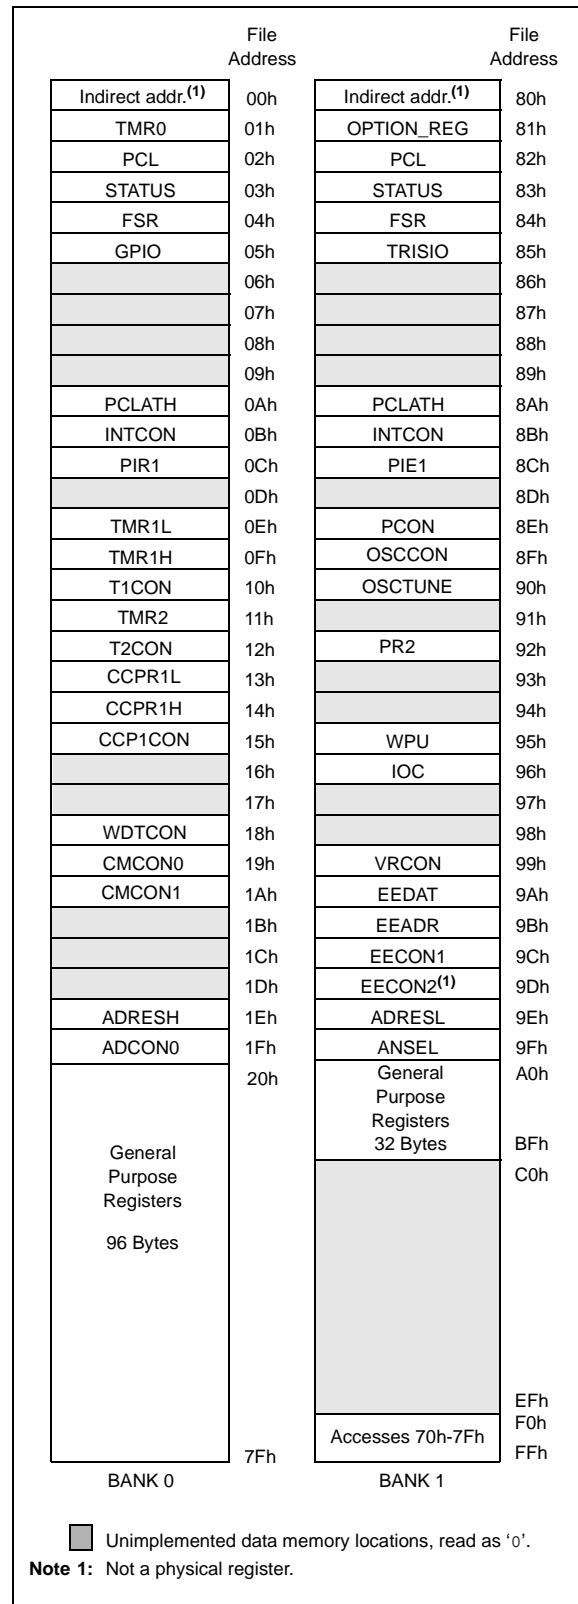 File Address File Address
Indirect addr.(1) 00h Indirect addr.(1) 80h
TMR0 01h OPTION_REG 81h
PCL 02h PCL 82h
STATUS 03h STATUS 83h
FSR 04h FSR 84h
GPIO 05h TRISIO 85h
06h 86h
07h 87h
08h 88h
09h 89h
PCLATH 0Ah PCLATH 8Ah
INTCON 0Bh INTCON 8Bh
PIR1 0Ch PIE1 8Ch
0Dh 8Dh
TMR1L 0Eh PCON 8Eh
TMR1H 0Fh OSCCON 8Fh
T1CON 10h OSCTUNE 90h
TMR2 11h 91h
T2CON 12h PR2 92h
CCPR1L 13h 93h
CCPR1H 14h 94h
CCP1CON 15h WPU 95h
16h IOC 96h
17h 97h
WDTCON 18h 98h
CMCON0 19h VRCON 99h
CMCON1 1Ah EEDAT 9Ah
1Bh EEADR 9Bh
1Ch EECON1 9Ch
1Dh EECON2(1) 9Dh
ADRESH 1Eh ADRESL 9Eh
ADCON0 1Fh ANSEL 9Fh
20h General A0h
Purpose
Registers
32 Bytes BFh
General
Purpose
Registers
96 Bytes
C0h
EFh
F0h
Accesses 70h-7Fh
7Fh FFh
BANK 0 BANK 1
Unimplemented data memory locations, read as ‘0’.
Note 1: Not a physical register.